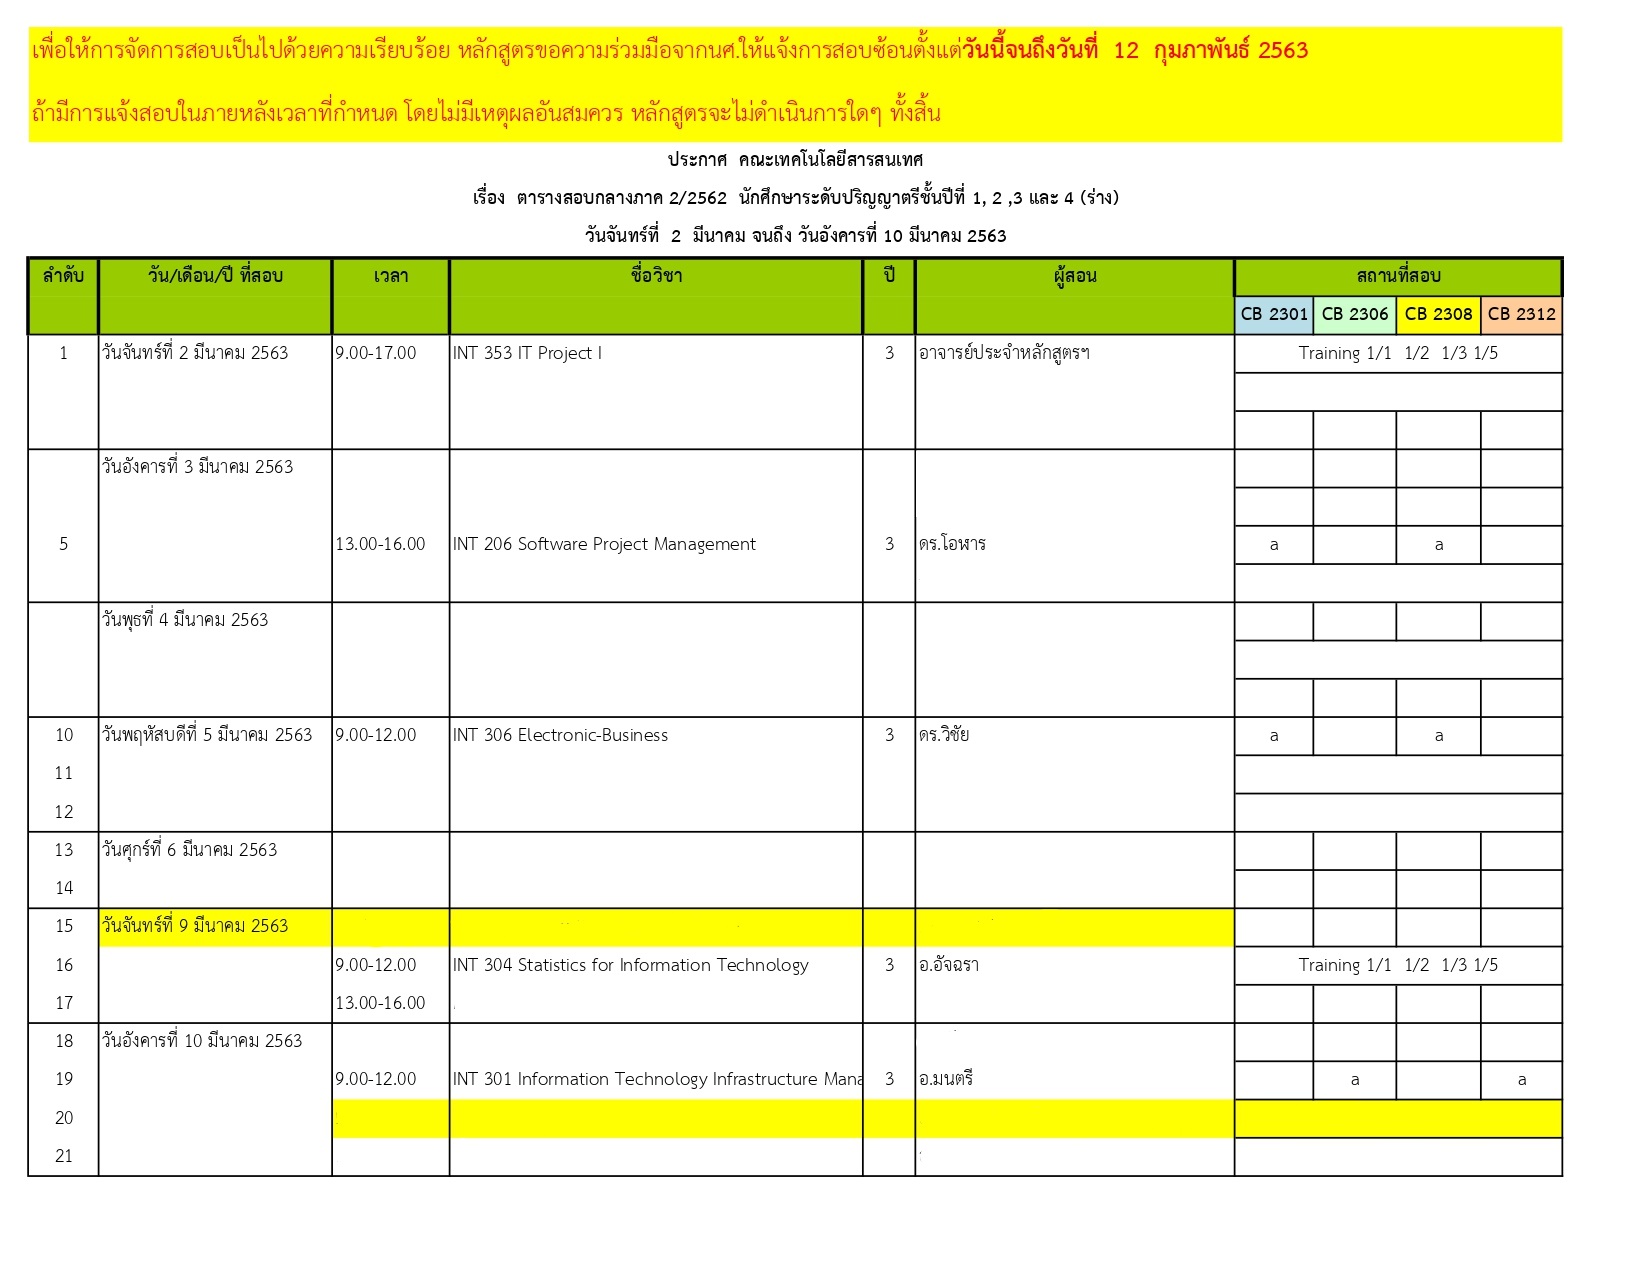 เพื่อให้การจัดการสอบเป็นไปด้วยความเรียบร้อย หลักสูตรขอความร่วมมือจากนศ.ให้แจ้งการสอบซ้อนตั้งแต่วันนี้จนถึงวันที่ 12 กุมภาพันธ์ 2563
ถ้ามีการแจ้งสอบในภายหลังเวลาที่กำหนด โดยไม่มีเหตุผลอันสมควร หลักสูตรจะไม่ดำเนินการใดๆ ทั้งสิ้น
ประกาศ คณะเทคโนโลยีสารสนเทศ
เรื่อง ตารางสอบกลางภาค 2/2562 นักศึกษาระดับปริญญาตรีชั้นปีที่ 1, 2 ,3 และ 4 (ร่าง)
วันจันทร์ที่ 2 มีนาคม จนถึง วันอังคารที่ 10 มีนาคม 2563
ลำดับ วัน/เดือน/ปี ที่สอบ เวลา ชื่อวิชา ปี ผู้สอน สถานที่สอบ
CB 2301 CB 2306 CB 2308 CB 2312
1 วันจันทร์ที่ 2 มีนาคม 2563 9.00-17.00 INT 353 IT Project I 3 อาจารย์ประจำหลักสูตรฯ Training 1/1 1/2 1/3 1/5
วันอังคารที่ 3 มีนาคม 2563
5 13.00-16.00 INT 206 Software Project Management 3 ดร.โอฬาร a a
วันพุธที่ 4 มีนาคม 2563
10 วันพฤหัสบดีที่ 5 มีนาคม 2563 9.00-12.00 INT 306 Electronic-Business 3 ดร.วิชัย a a
11
12
13 วันศุกร์ที่ 6 มีนาคม 2563
14
15 วันจันทร์ที่ 9 มีนาคม 2563
16 9.00-12.00 INT 304 Statistics for Information Technology 3 อ.อัจฉรา Training 1/1 1/2 1/3 1/5
17 13.00-16.00
18 วันอังคารที่ 10 มีนาคม 2563
19 9.00-12.00 INT 301 Information Technology Infrastructure Mana 3 อ.มนตรี a a
20
21